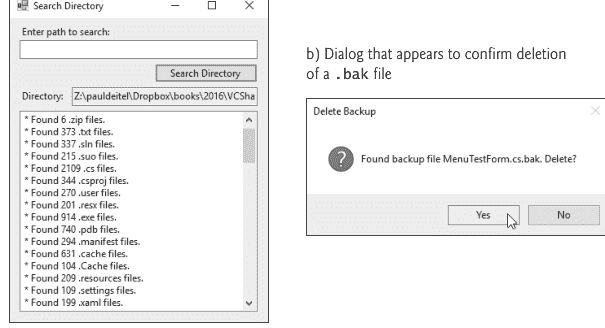 Search Directory
Enter path to search:
Search Directory
Directory: Z:\pauldeitel\Dropbox\books\2016\VCSha
* Found 6 .zip files.
* Found 373 .txt files.
* Found 337 .sln files.
* Found 215 .suo files.
* Found 2109 .cs files.
* Found 344 .csproj files.
* Found 270 .user files.
* Found 201 .resx files.
* Found 914 .exe files.
* Found 740 .pdb files.
* Found 294 .manifest files.
* Found 631 .cache files.
* Found 104 .Cache files.
* Found 209 .resources files.
* Found 109 .settings files.
* Found 199 .xaml files.
b) Dialog that appears to confirm deletion
of a .bak file
Delete Backup
Found backup file MenuTestForm.cs.bak. Delete?
Yes
No